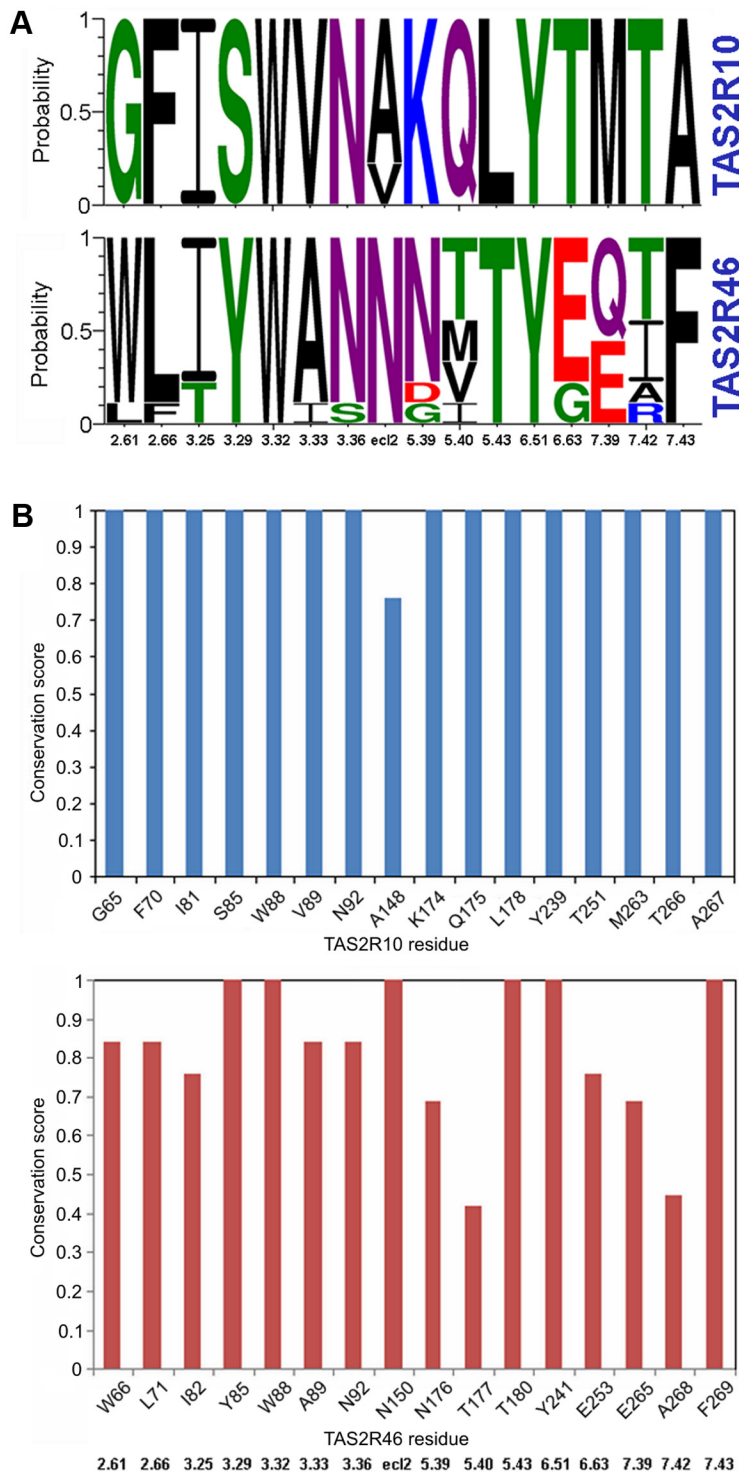 A
Probability
1
0.5
0
GFISWVNAKQLYTMTA
V
TAS2R10
Probability
1
0.5
0
WLIYWANNNTTYEQTF
M I
LFTISDVGEA
GIR
TAS2R46
2.61 2.66 3.25 3.29 3.32 3.33 3.36 ecl2 5.39 5.40 5.43 6.51 6.63 7.39 7.42 7.43
B
Conservation score
1
0.9
0.8
0.7
0.6
0.5
0.4
0.3
0.2
0.1
0
G65 F70 I81 S85 W88 V89 N92 A148 K174 Q175 L178 Y239 T251 M263 T266 A267
TAS2R10 residue
Conservation score
1
0.9
0.8
0.7
0.6
0.5
0.4
0.3
0.2
0.1
0
W66 L71 I82 Y85 W88 A89 N92 N150 N176 T177 T180 Y241 E253 E265 A268 F269
TAS2R46 residue
2.61 2.66 3.25 3.29 3.32 3.33 3.36 ecl2 5.39 5.40 5.43 6.51 6.63 7.39 7.42 7.43